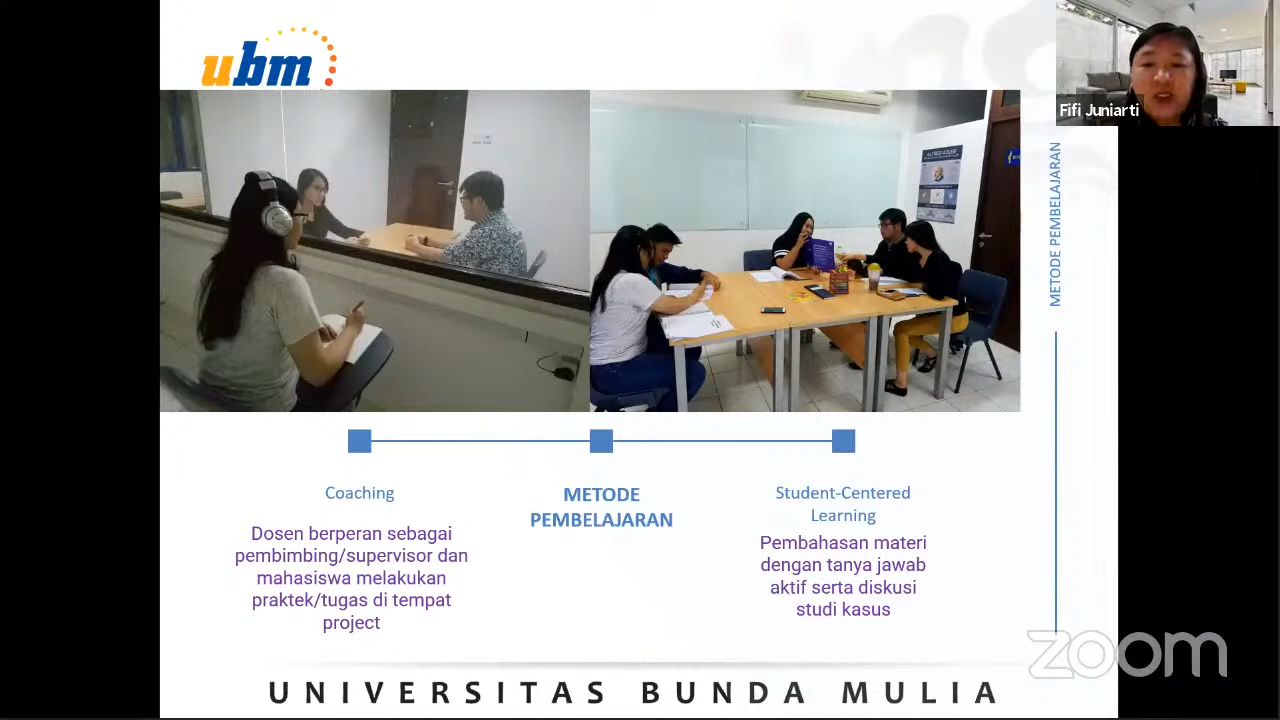 ubm
Fifi Juniarti
METODE PEMBELAJARAN
ALFRED ADLER
Coaching
Dosen berperan sebagai
pembimbing/supervisor dan
mahasiswa melakukan
praktek/tugas di tempat
project
METODE
PEMBELAJARAN
Student-Centered
Learning
Pembahasan materi
dengan tanya jawab
aktif serta diskusi
studi kasus
zoom
UNIVERSITAS BUNDA MULIA